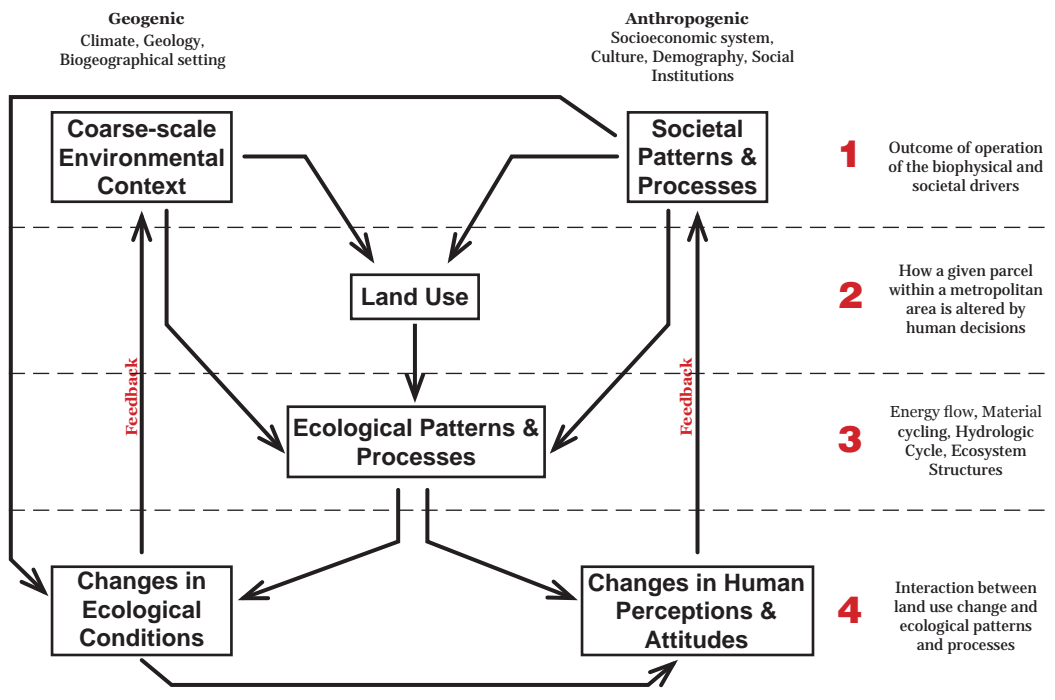 Geogenic
Climate, Geology,
Biogeographical setting
Anthropogenic
Socioeconomic system,
Culture, Demography, Social
Institutions
Coarse-scale
Environmental
Context
Societal
Patterns &
Processes
1
Outcome of operation
of the biophysical and
societal drivers
Land Use
2
How a given parcel
within a metropolitan
area is altered by
human decisions
Feedback
Feedback
Ecological Patterns &
Processes
3
Energy flow, Material
cycling, Hydrologic
Cycle, Ecosystem
Structures
Changes in
Ecological
Conditions
Changes in Human
Perceptions &
Attitudes
4
Interaction between
land use change and
ecological patterns
and processes